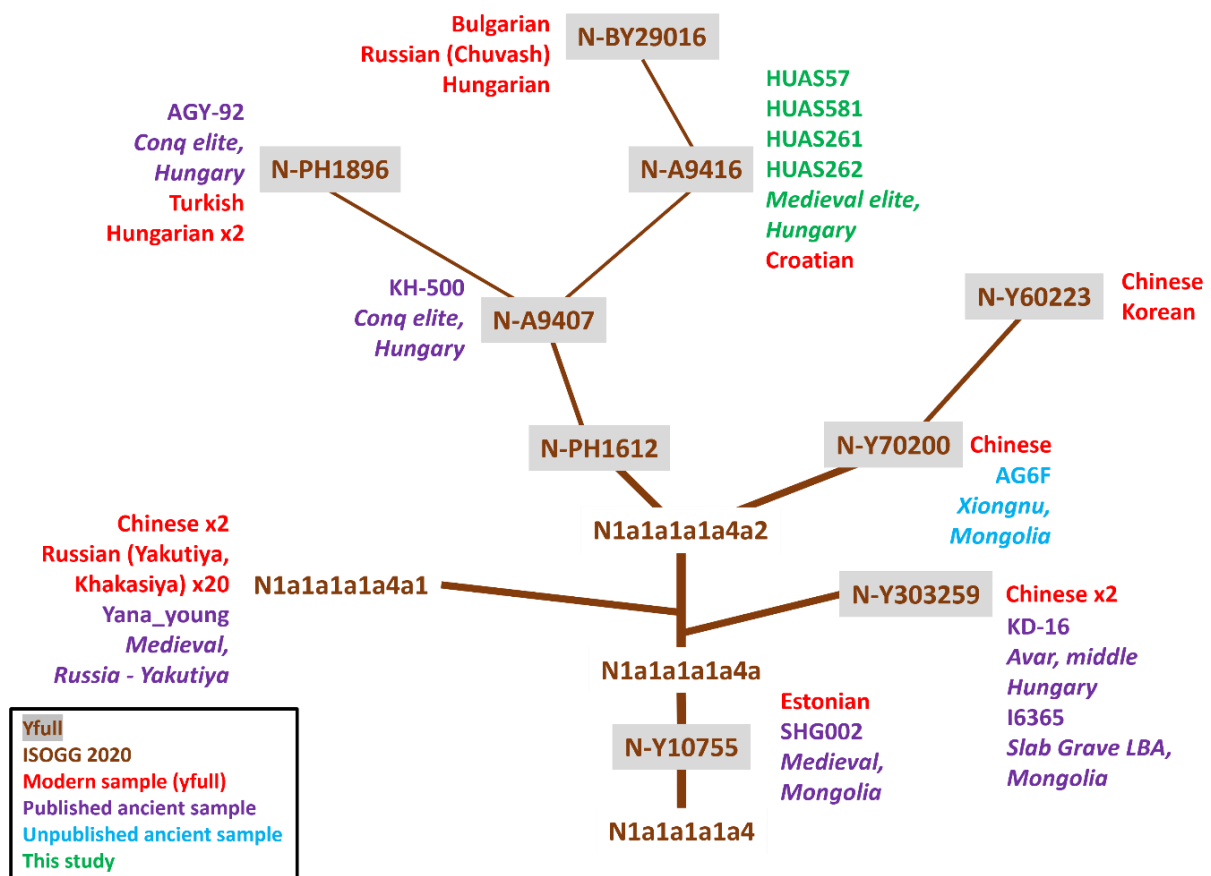 Bulgarian
Russian (Chuvash)
Hungarian
N-BY29016
HUAS57
HUAS581
HUAS261
HUAS262
Medieval elite,
Hungary
Croatian
N-A9416
AGY-92
Conq elite,
Hungary
Turkish
Hungarian x2
N-PH1896
KH-500
Conq elite,
Hungary
N-A9407
N-Y60223
Chinese
Korean
N-PH1612
N-Y70200
Chinese
AG6F
Xiongnu,
Mongolia
N1a1a1a1a4a2
Chinese x2
Russian (Yakutiya,
Khakasiya) x20
Yana_young
Medieval,
Russia - Yakutiya
N1a1a1a1a4a1
N-Y303259
Chinese x2
KD-16
Avar, middle
Hungary
I6365
Slab Grave LBA,
Mongolia
N1a1a1a1a4a
Estonian
SHG002
Medieval,
Mongolia
N-Y10755
N1a1a1a1a4
Yfull
ISOGG 2020
Modern sample (yfull)
Published ancient sample
Unpublished ancient sample
This study